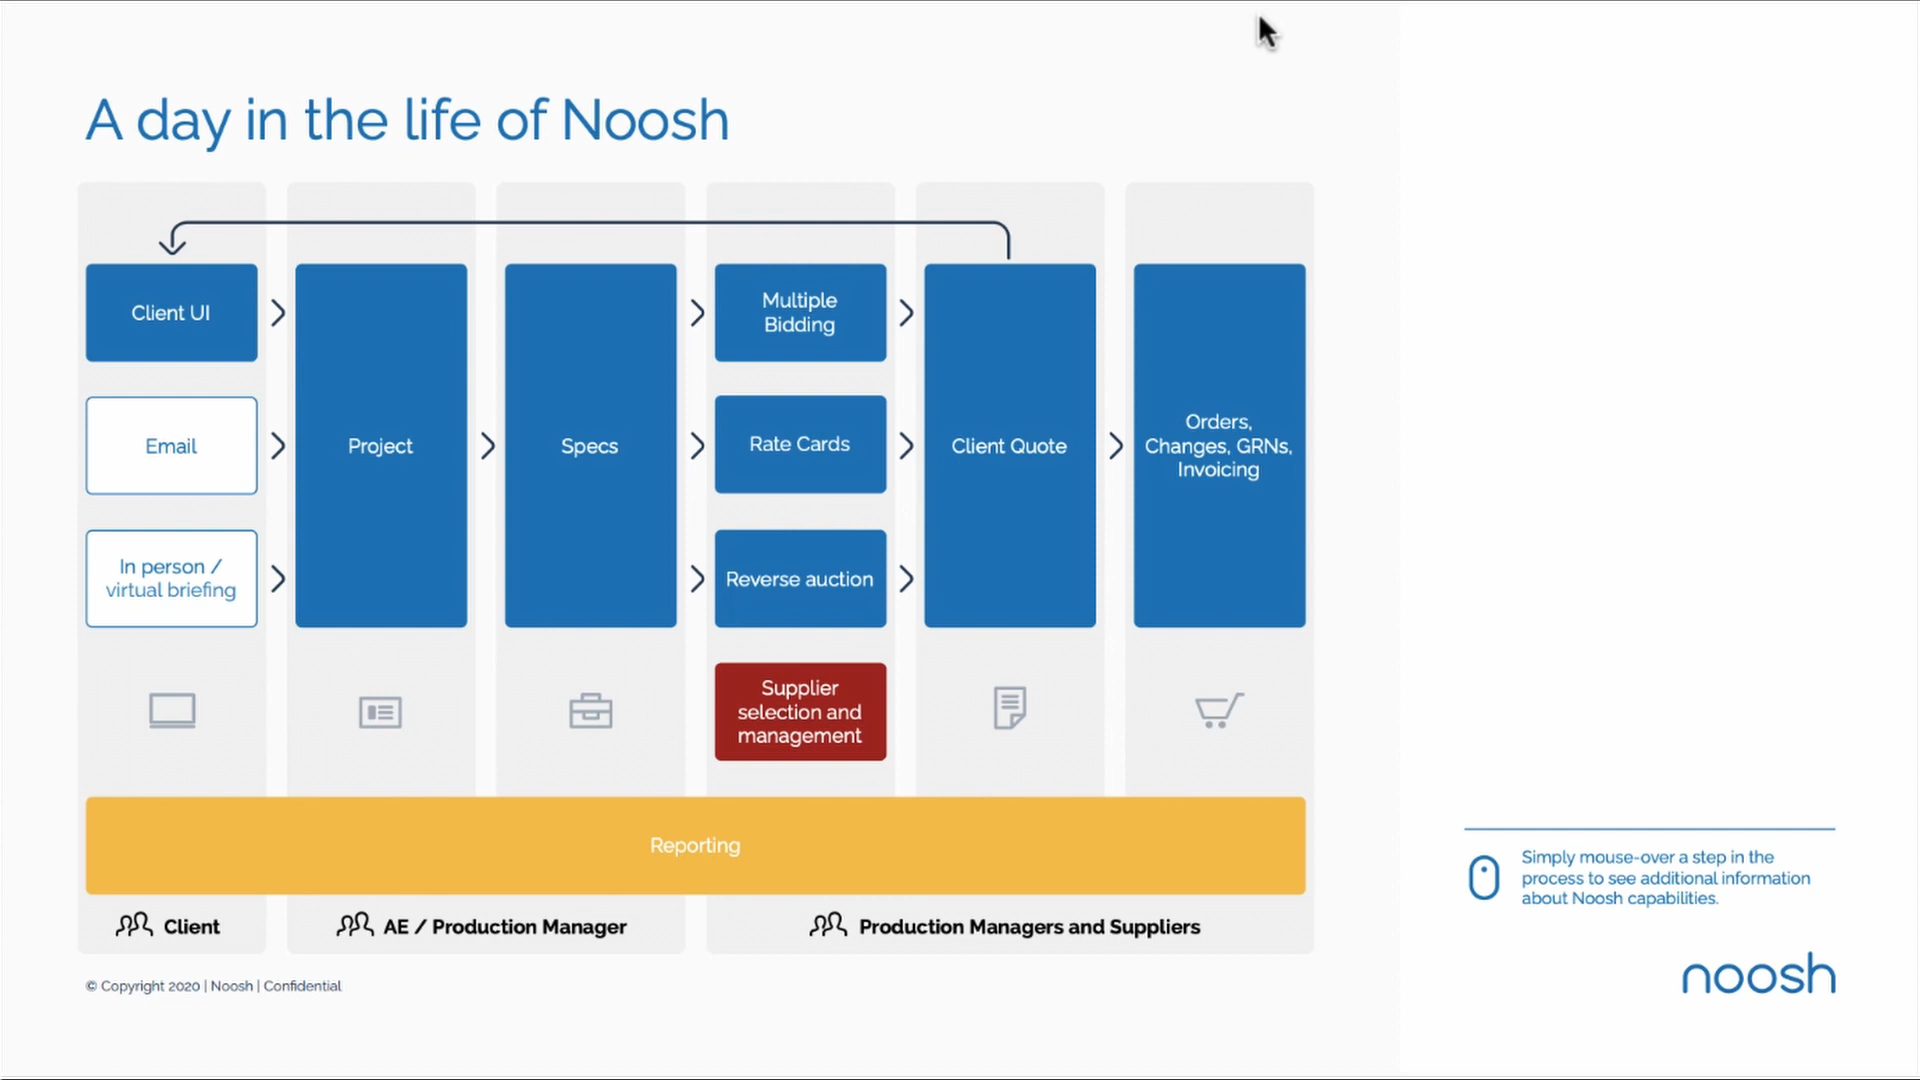 A day in the life of Noosh
Client UI
Email
In person /
virtual briefing
Project
Specs
Multiple
Bidding
Rate Cards
Reverse auction
Supplier
selection and
management
Client Quote
Orders,
Changes, GRNs,
Invoicing
Reporting
Client
AE / Production Manager
Production Managers and Suppliers
Simply mouse-over a step in the
process to see additional information
about Noosh capabilities.
© Copyright 2020 | Noosh | Confidential
noosh